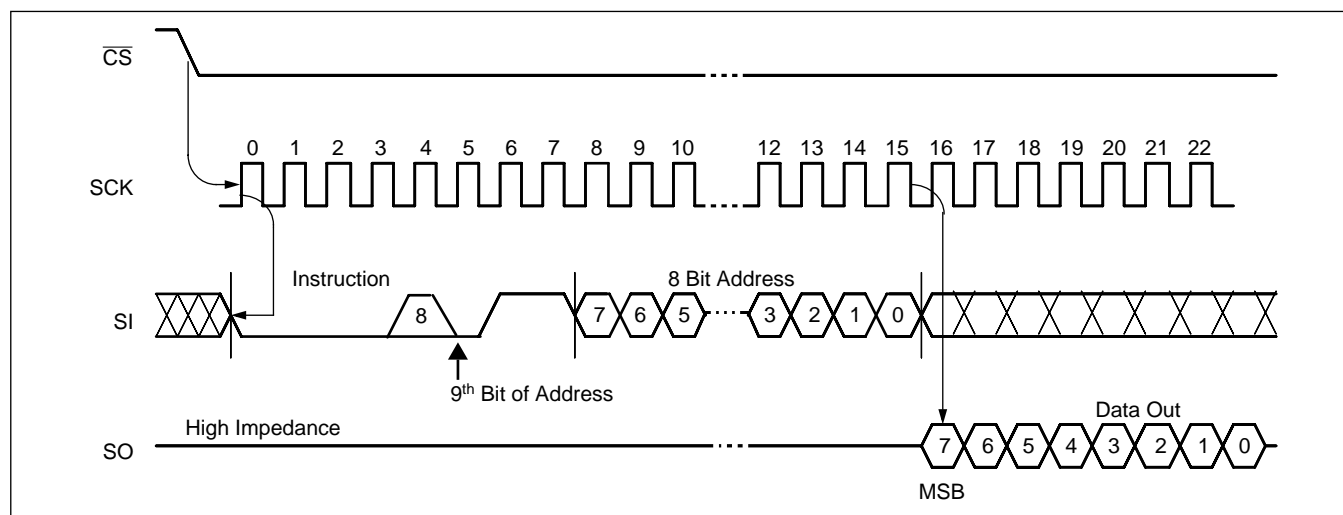 CS
0 1 2 3 4 5 6 7 8 9 10 12 13 14 15 16 17 18 19 20 21 22
SCK
Instruction
8 Bit Address
SI
8
7 6 5 3 2 1 0
9th Bit of Address
High Impedance
Data Out
SO
7 6 5 4 3 2 1 0
MSB